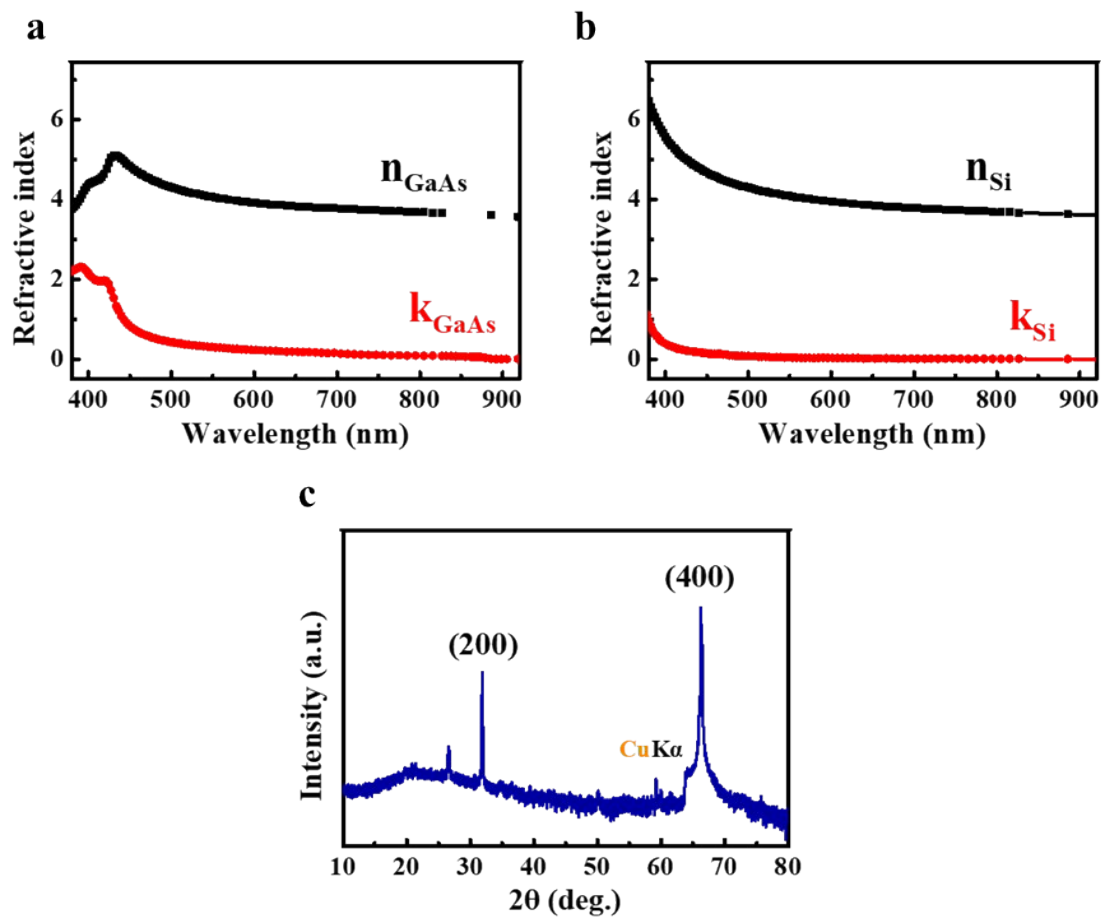 a
b
Refractive index
6
4
2
0
n GaAs
k GaAs
400 500 600 700 800 900
Wavelength (nm)
Refractive index
6
4
2
0
n Si
k Si
400 500 600 700 800 900
Wavelength (nm)
c
Intensity (a.u.)
(200)
(400)
CuKα
10 20 30 40 50 60 70 80
2θ (deg.)